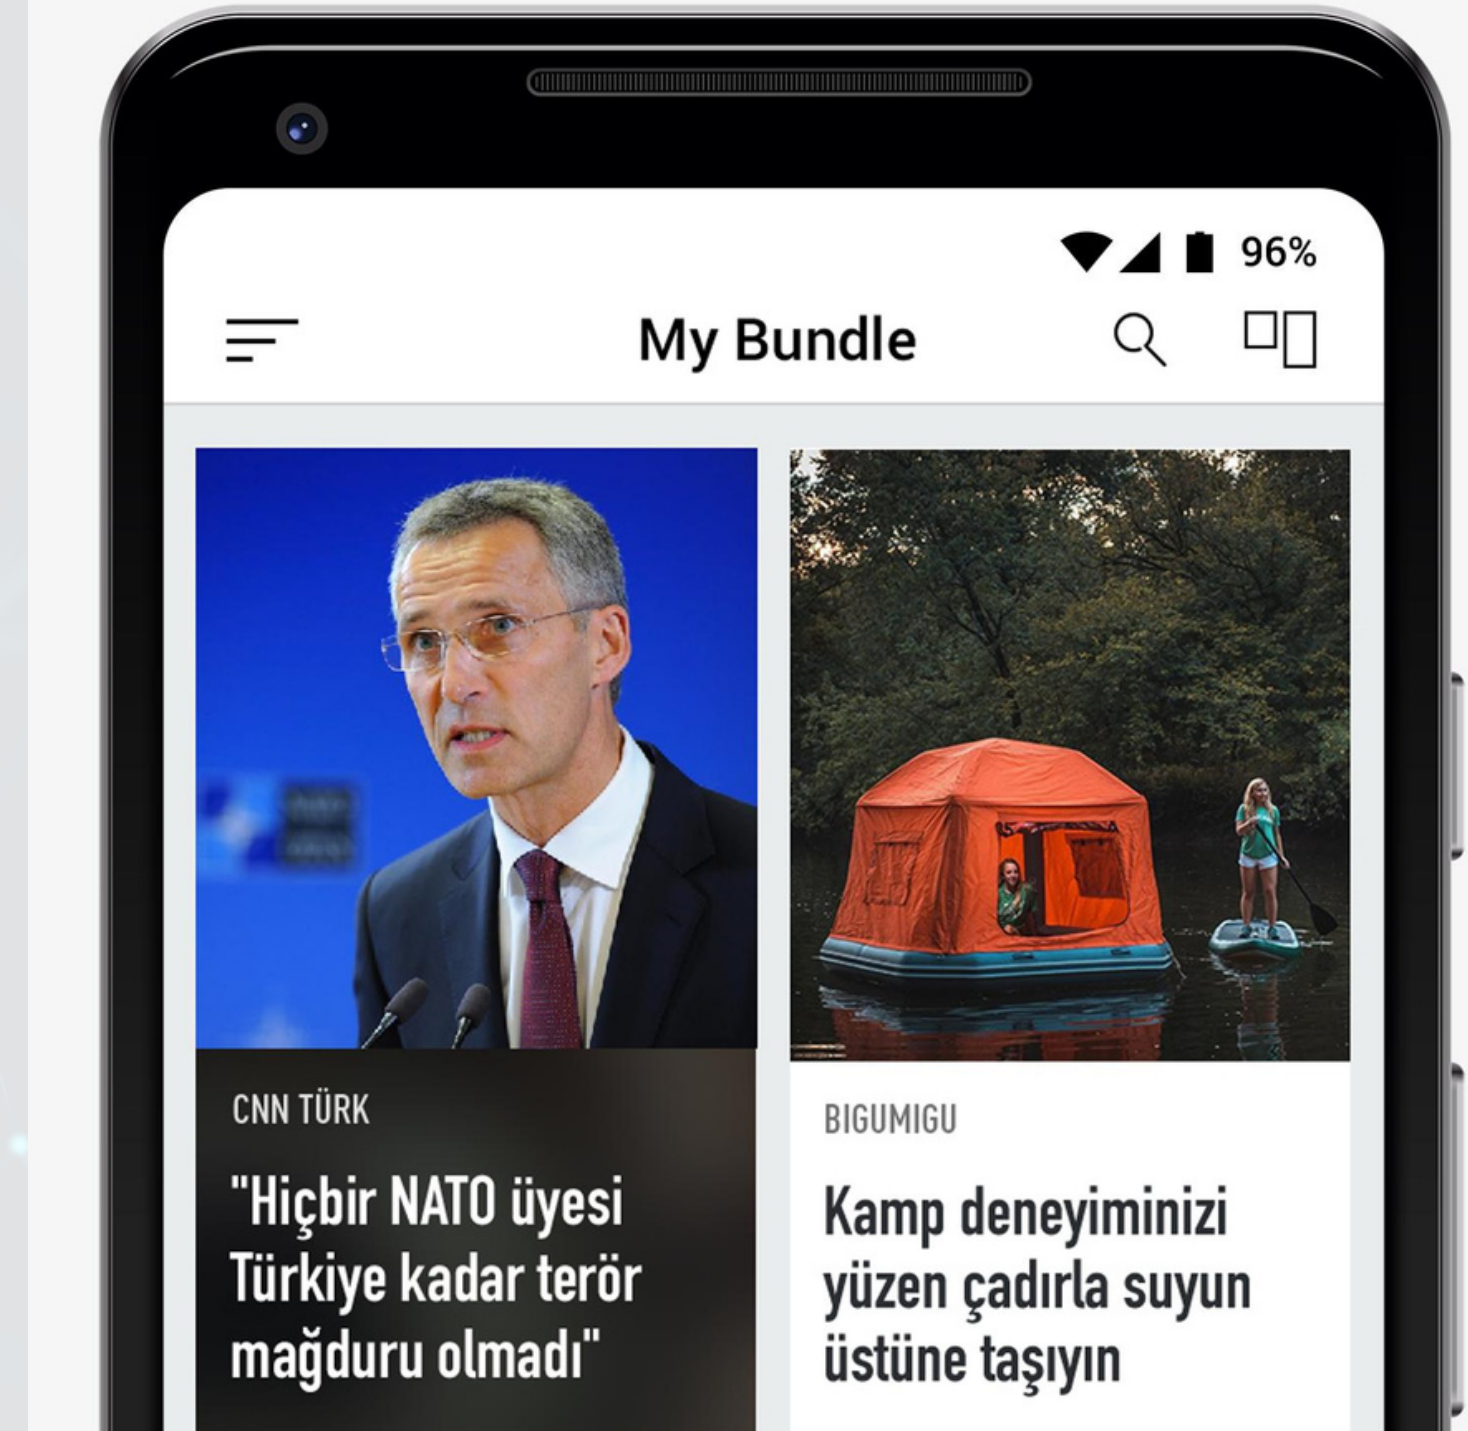 96%
My Bundle
CNN TÜRK
"Hiçbir NATO üyesi
Türkiye kadar terör
mağduru olmadı"
BIGUMIGU
Kamp deneyiminizi
yüzen çadırla suyun
üstüne taşıyın